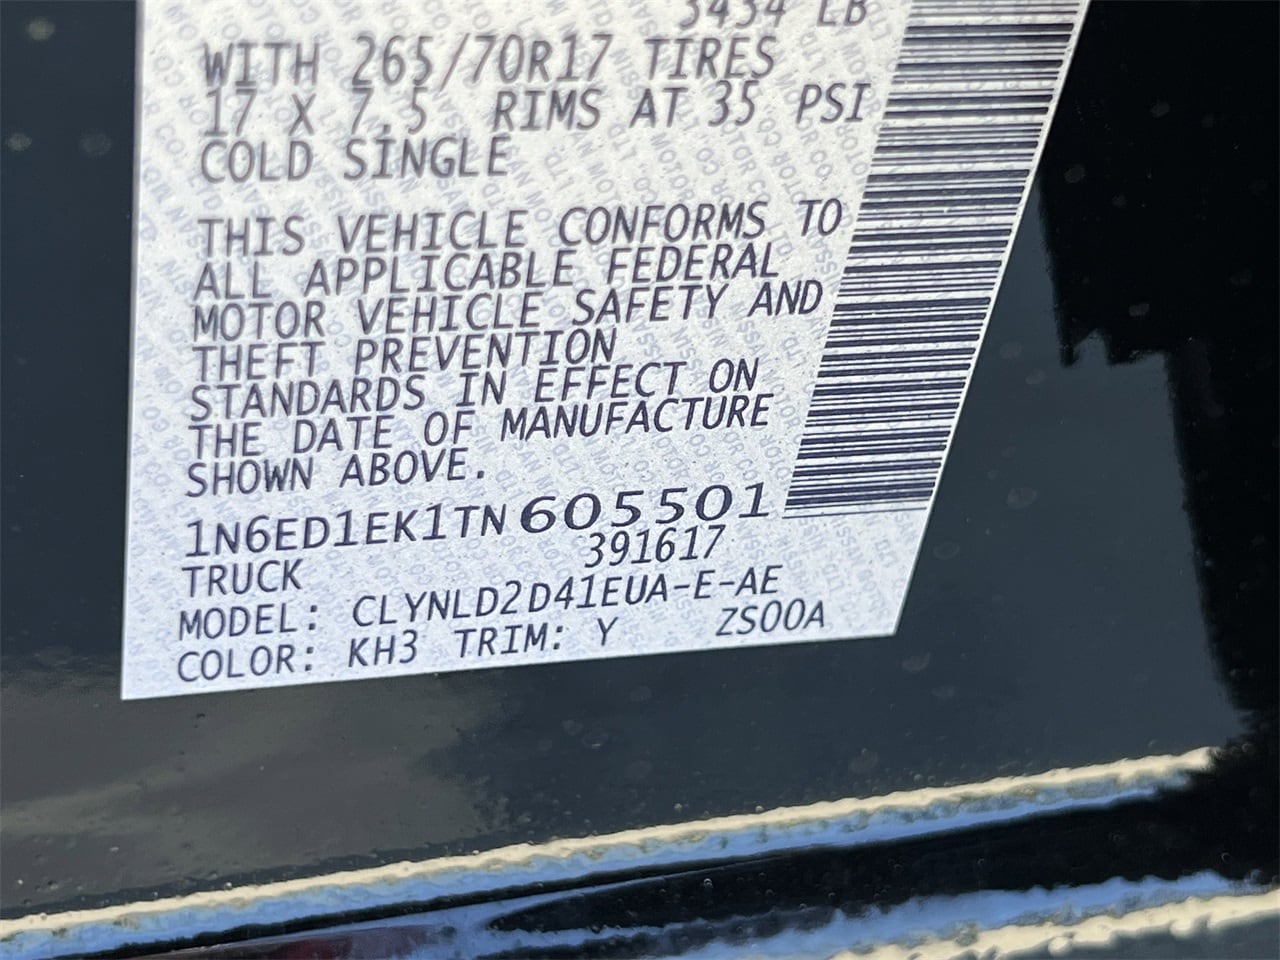 3434 LB
WITH 265/70R17 TIRES
17 X 7.5 RIMS AT 35 PSI
COLD SINGLE
THIS VEHICLE CONFORMS TO
ALL APPLICABLE FEDERAL
MOTOR VEHICLE SAFETY AND
THEFT PREVENTION
STANDARDS IN EFFECT ON
THE DATE OF MANUFACTURE
SHOWN ABOVE.
1N6ED1EK1TN605501
391617
TRUCK
MODEL: CLYNLD2D41EUA-E-AE
COLOR: KH3 TRIM: Y ZS00A